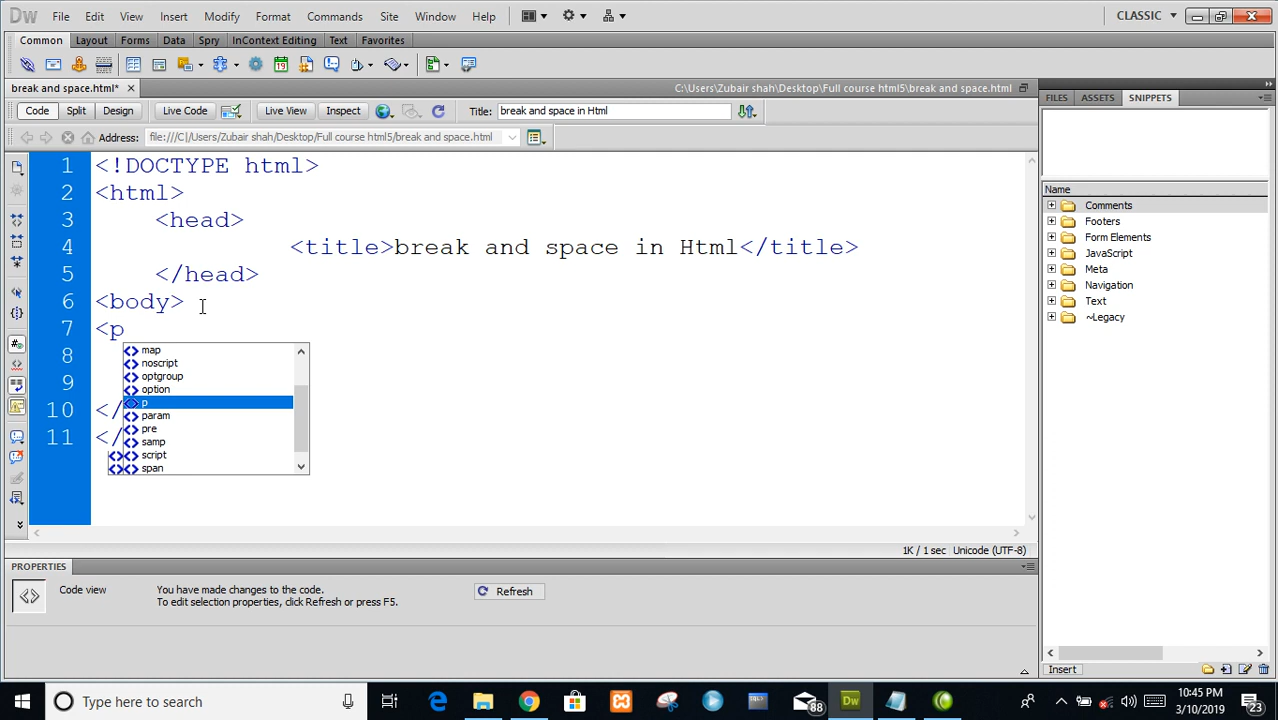 Dw File Edit View Insert Modify Format Commands Site Window Help CLASSIC
Common Layout Forms Data Spry InContext Editing Text Favorites
break and space.html* C:\Users\Zubair shah\Desktop\Full course html5\break and space.html
Code Split Design Live Code Live View Inspect Title: break and space in Html
Address: file:///C|/Users/Zubair shah/Desktop/Full course html5/break and space.html
1 <!DOCTYPE html>
2 <html>
3 <head>
4 <title>break and space in Html</title>
5 </head>
6 <body>
7 <p
8
9
10 </
11 </
map
noscript
optgroup
option
p
param
pre
samp
script
span
1K / 1 sec Unicode (UTF-8)
PROPERTIES
Code view You have made changes to the code.
To edit selection properties, click Refresh or press F5.
Refresh
FILES ASSETS SNIPPETS
Name
Comments
Footers
Form Elements
JavaScript
Meta
Navigation
Text
~Legacy
Insert
Type here to search
88
Dw
10:45 PM
3/10/2019
23